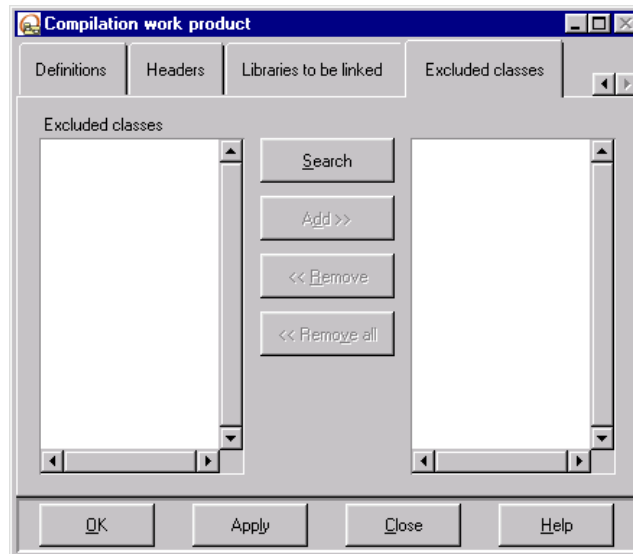 Compilation work product
Definitions
Headers
Libraries to be linked
Excluded classes
Excluded classes
Search
Add >>
<< Remove
<< Remove all
OK
Apply
Close
Help